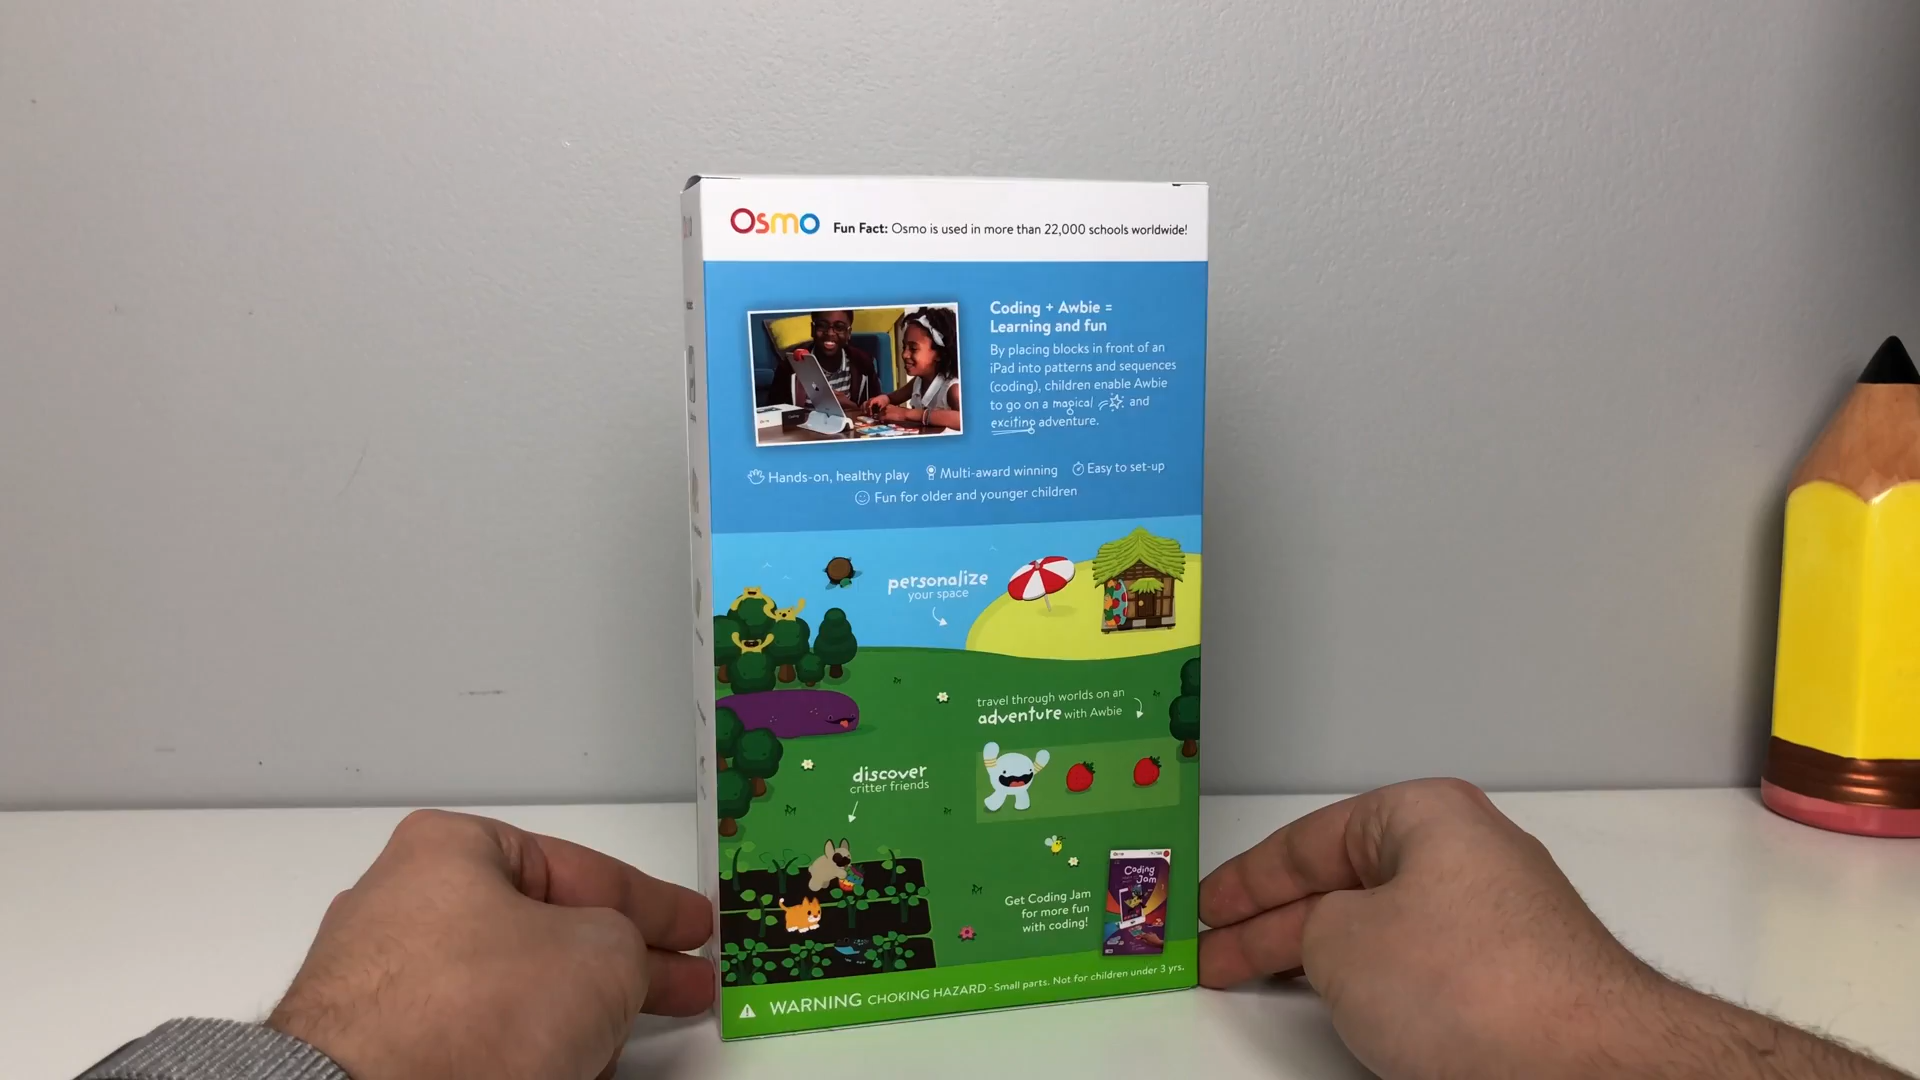 Osmo
Fun Fact: Osmo is used in more than 22,000 schools worldwide!
Coding + Awbie =
Learning and fun
By placing blocks in front of an
iPad into patterns and sequences
(coding), children enable Awbie
to go on a magical and
exciting adventure.
Hands-on, healthy play
Multi-award winning
Easy to set-up
Fun for older and younger children
personalize
your space
travel through worlds on an
adventure with Awbie
discover
critter friends
Get Coding Jam
for more fun
with coding!
Coding
Jam
WARNING CHOKING HAZARD - Small parts. Not for children under 3 yrs.